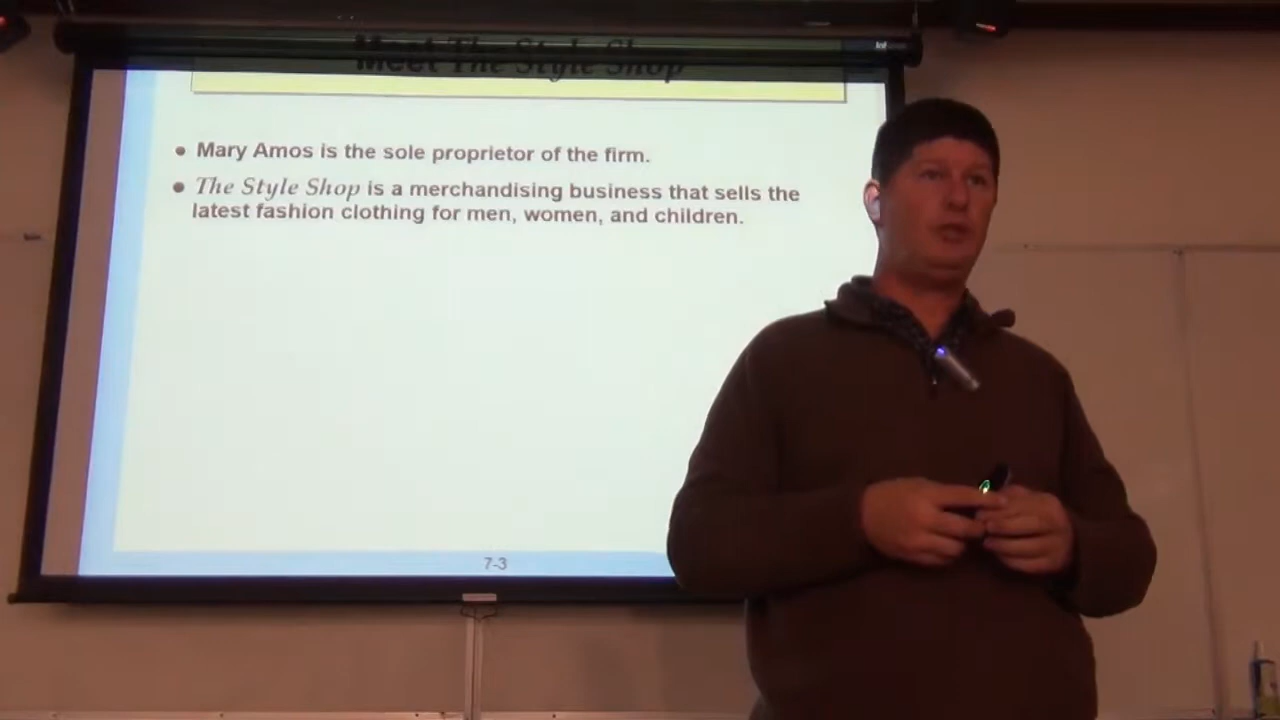 Meet The Style Shop
• Mary Amos is the sole proprietor of the firm.
• The Style Shop is a merchandising business that sells the
latest fashion clothing for men, women, and children.
7-3